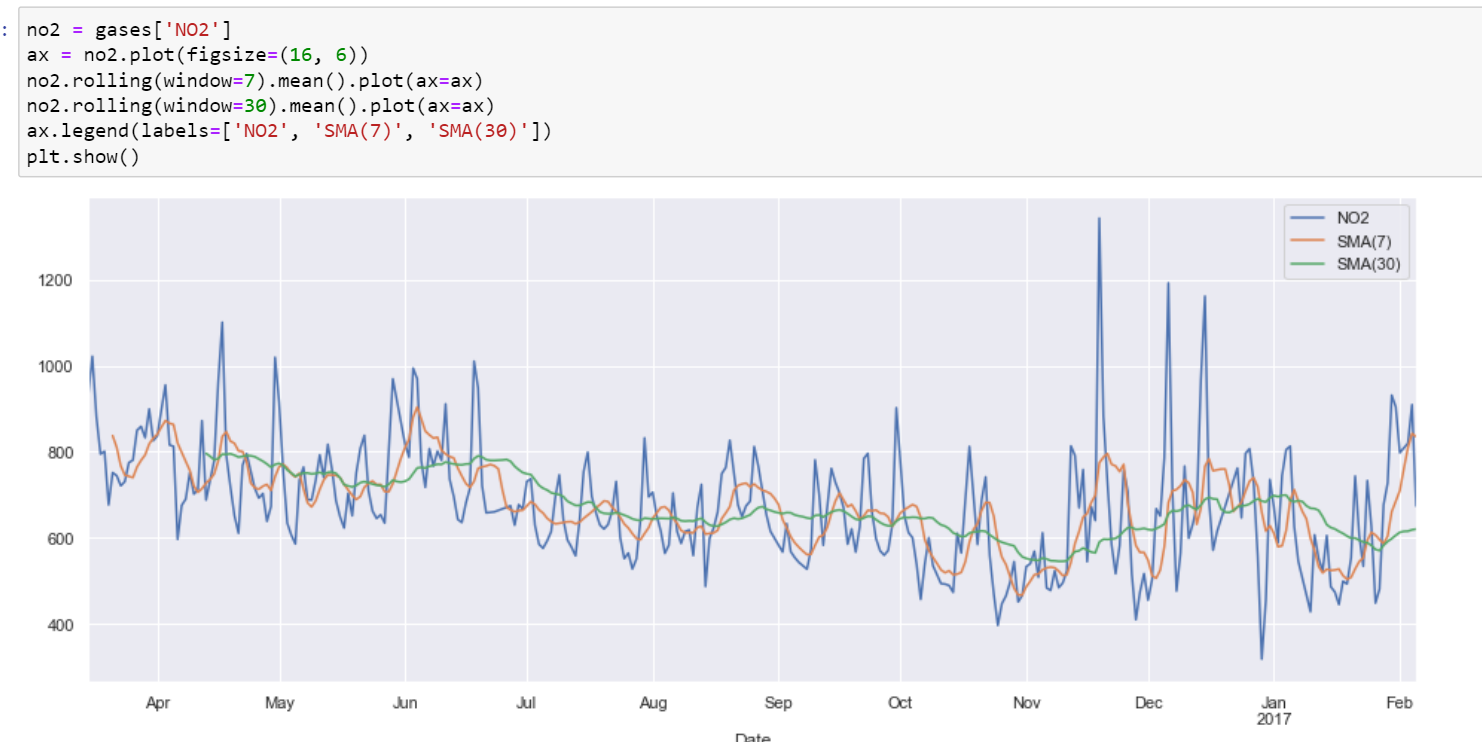 : no2 = gases['NO2']
ax = no2.plot(figsize=(16, 6))
no2.rolling(window=7).mean().plot(ax=ax)
no2.rolling(window=30).mean().plot(ax=ax)
ax.legend(labels=['NO2', 'SMA(7)', 'SMA(30)'])
plt.show()
NO2
SMA(7)
SMA(30)
1200
1000
800
600
400
Apr May Jun Jul Aug Sep Oct Nov Dec Jan Feb
2017
Date